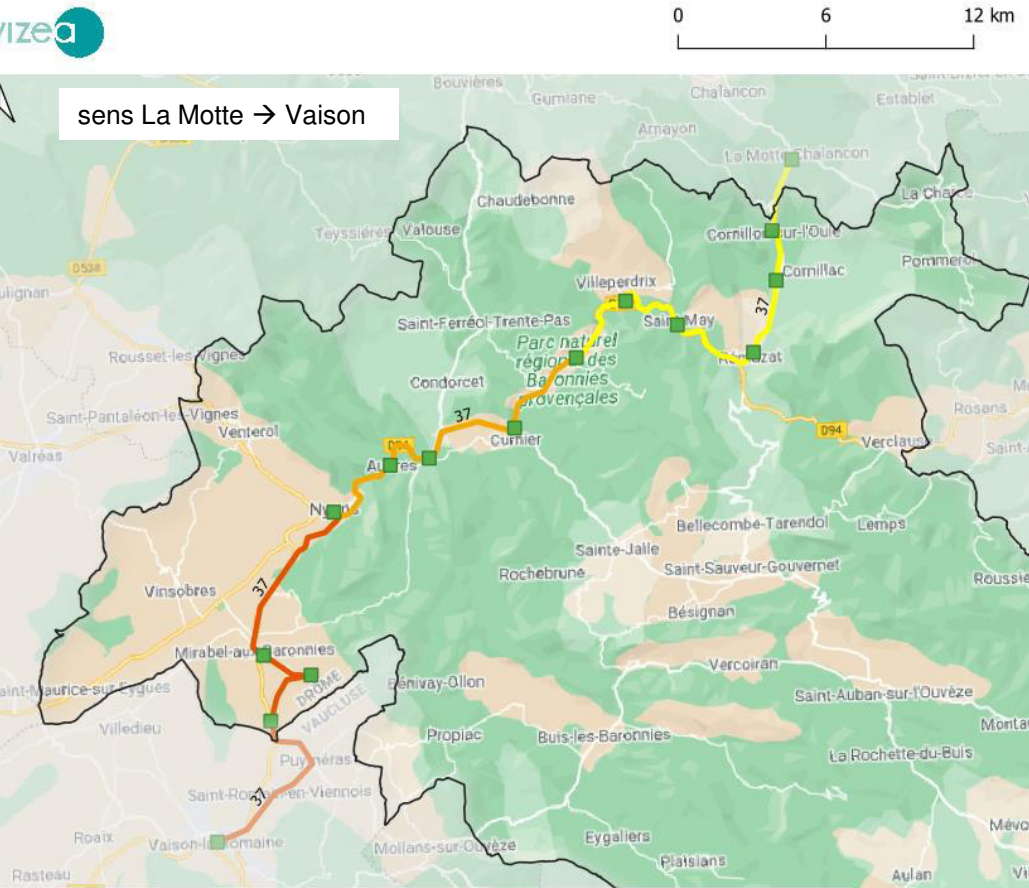 vizea
0 6 12 km
sens La Motte → Vaison
Bouvières
Gumiane
Chalancon
Establet
Arnayon
La Motte-Chalancon
La Charce
Chaudebonne
Teyssières
Valouse
Cornillon-sur-l'Oule
D538
Pommerol
Cornillac
Villeperdrix
37
Saint-Ferréol-Trente-Pas
Saint-May
Parc naturel
régional des
Baronnies
provençales
Rousset-les-Vignes
Rémuzat
Condorcet
Saint-Pantaléon-les-Vignes
37
Rosans
Venterol
D94
Curnier
Verclause
Valréas
D94
Aubres
Nyons
Bellecombe-Tarendol
Lemps
Sainte-Jalle
Saint-Sauveur-Gouvernet
Rochebrune
Roussie
Vinsobres
37
Bésignan
Mirabel-aux-Baronnies
Vercoiran
DRÔME
VAUCLUSE
Bénivay-Ollon
aint-Maurice-sur-Eygues
Saint-Auban-sur-l'Ouvèze
Villedieu
Propiac
Buis-les-Baronnies
Monta
La Rochette-du-Buis
Puyméras
Saint-Romain-en-Viennois
37
Mévo
Roaix
Vaison-la-Romaine
Mollans-sur-Ouvèze
Eygaliers
Plaisians
Rasteau
Aulan